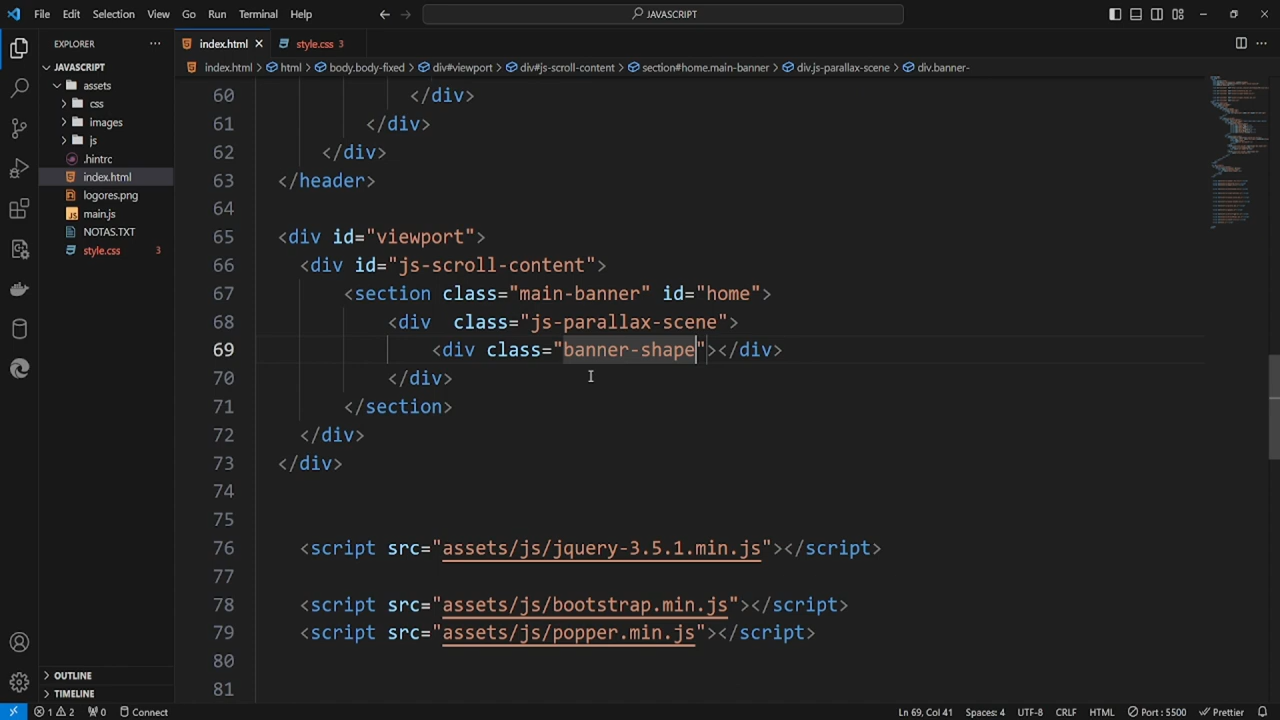 File Edit Selection View Go Run Terminal Help
JAVASCRIPT
EXPLORER
index.html
style.css 3
JAVASCRIPT
index.html > html > body.body-fixed > div#viewport > div#js-scroll-content > section#home.main-banner > div.js-parallax-scene > div.banner-
assets
css
images
js
.hintrc
index.html
logores.png
main.js
NOTAS.TXT
style.css 3
60 </div>
61 </div>
62 </div>
63 </header>
64
65 <div id="viewport">
66 <div id="js-scroll-content">
67 <section class="main-banner" id="home">
68 <div  class="js-parallax-scene">
69 <div class="banner-shape"></div>
70 </div>
71 </section>
72 </div>
73 </div>
74
75
76 <script src="assets/js/jquery-3.5.1.min.js"></script>
77
78 <script src="assets/js/bootstrap.min.js"></script>
79 <script src="assets/js/popper.min.js"></script>
80
81
OUTLINE
TIMELINE
1 2 0 Connect Ln 69, Col 41 Spaces: 4 UTF-8 CRLF HTML Port : 5500 Prettier